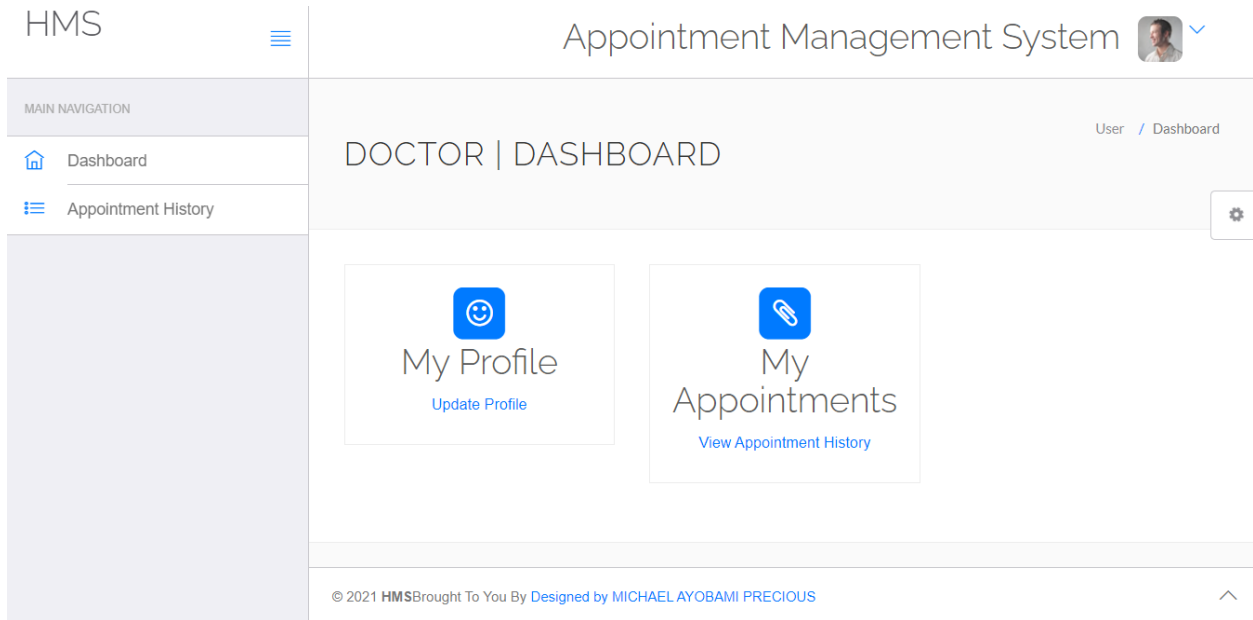 HMS
Appointment Management System
MAIN NAVIGATION
Dashboard
Appointment History
User / Dashboard
DOCTOR | DASHBOARD
My Profile
Update Profile
My
Appointments
View Appointment History
© 2021 HMSBrought To You By Designed by MICHAEL AYOBAMI PRECIOUS